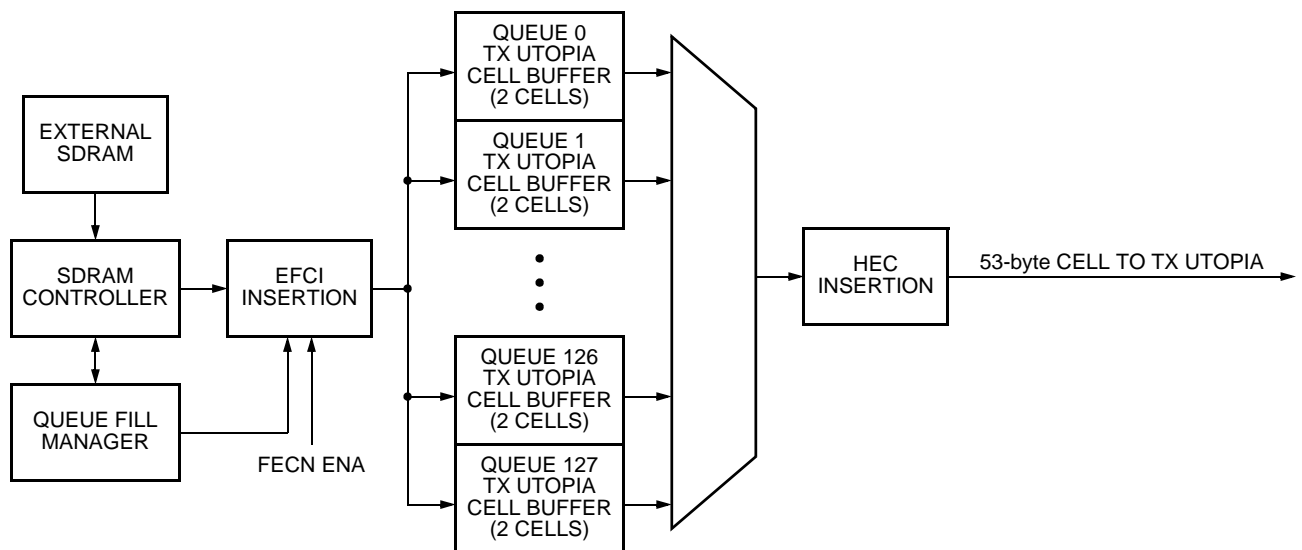 QUEUE 0
TX UTOPIA
CELL BUFFER
(2 CELLS)
QUEUE 1
TX UTOPIA
CELL BUFFER
(2 CELLS)
EXTERNAL
SDRAM
SDRAM
CONTROLLER
EFCI
INSERTION
HEC
INSERTION
53-byte CELL TO TX UTOPIA
QUEUE FILL
MANAGER
FECN ENA
QUEUE 126
TX UTOPIA
CELL BUFFER
(2 CELLS)
QUEUE 127
TX UTOPIA
CELL BUFFER
(2 CELLS)